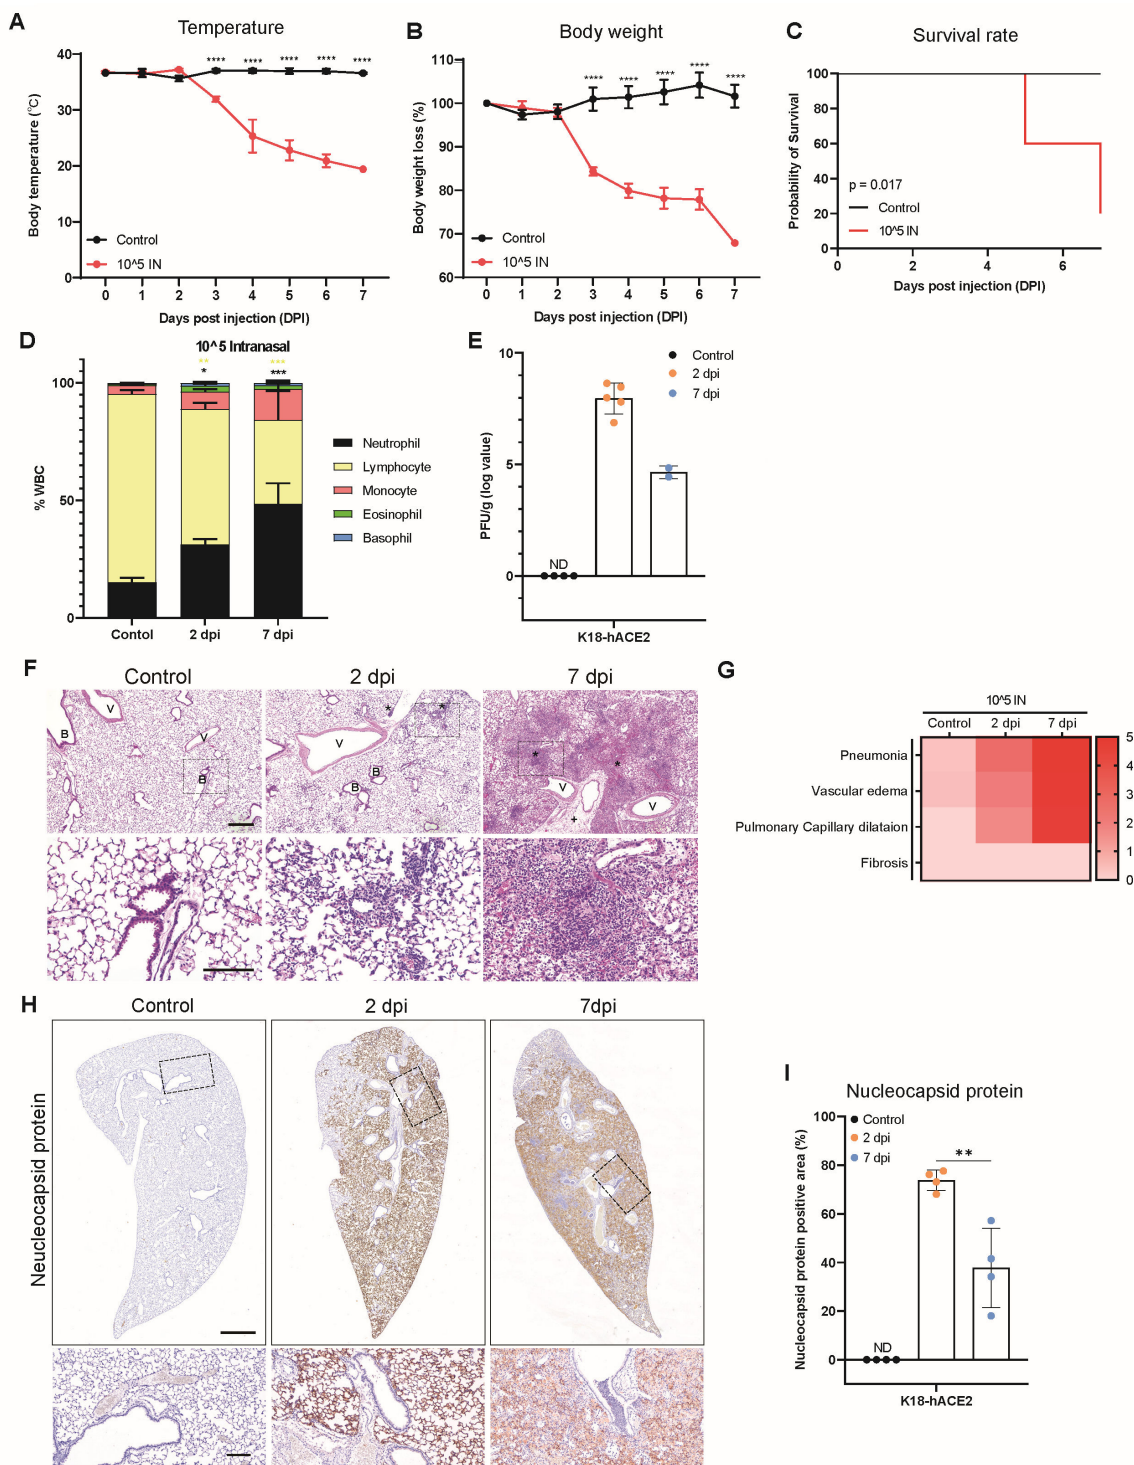 A
Temperature
Body temperature (°C)
40
30
20
10
0
**** **** **** **** ****
Control
10^5 IN
0 1 2 3 4 5 6 7
Days post injection (DPI)
B
Body weight
Body weight loss (%)
110
100
90
80
70
60
**** **** **** **** ****
Control
10^5 IN
0 1 2 3 4 5 6 7
Days post injection (DPI)
C
Survival rate
Probability of Survival
100
80
60
40
20
0
p = 0.017
Control
10^5 IN
0 2 4 6
Days post injection (DPI)
D
10^5 Intranasal
** ***
* ***
% WBC
100
50
0
Contol 2 dpi 7 dpi
Neutrophil
Lymphocyte
Monocyte
Eosinophil
Basophil
E
PFU/g (log value)
10
5
0
Control
2 dpi
7 dpi
ND
K18-hACE2
F
Control 2 dpi 7 dpi
V
B
V
B
*
*
V
B
B
*
*
V
V
+
G
10^5 IN
Control 2 dpi 7 dpi
Pneumonia
Vascular edema
Pulmonary Capillary dilataion
Fibrosis
5
4
3
2
1
0
H
Control 2 dpi 7dpi
Neucleocapsid protein
I
Nucleocapsid protein
Nucleocapsid protein positive area (%)
100
80
60
40
20
0
Control
2 dpi
7 dpi
**
ND
K18-hACE2